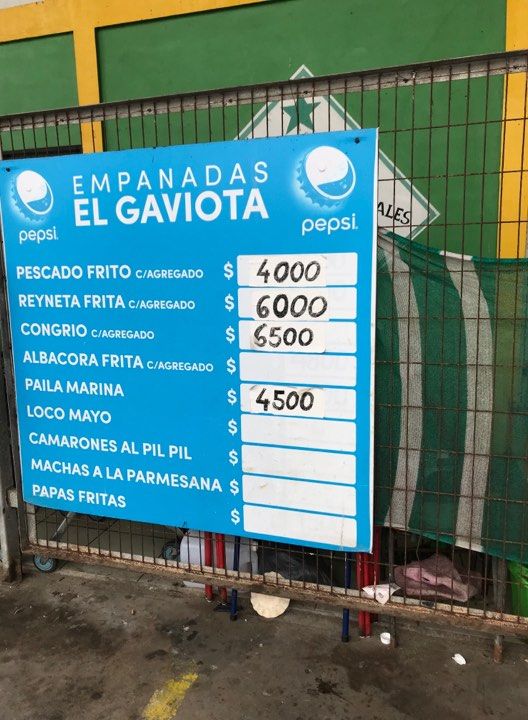 EMPANADAS
EL GAVIOTA
pepsi
pepsi
PESCADO FRITO C/AGREGADO $ 4000
REYNETA FRITA C/AGREGADO $ 6000
CONGRIO C/AGREGADO $ 6500
ALBACORA FRITA C/AGREGADO $
PAILA MARINA $ 4500
LOCO MAYO $
CAMARONES AL PIL PIL $
MACHAS A LA PARMESANA $
PAPAS FRITAS $
ALES